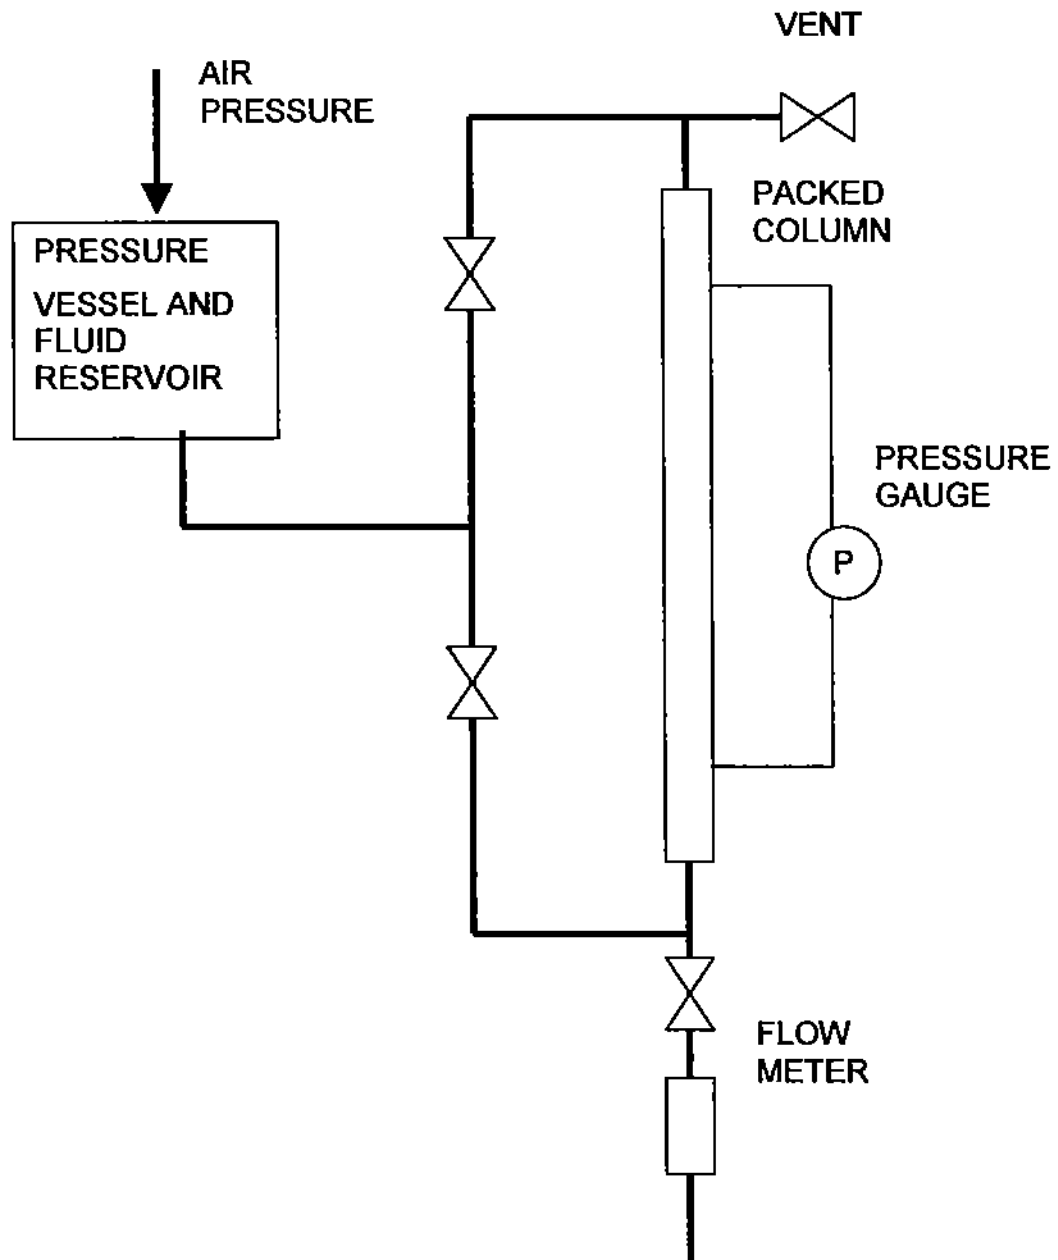 VENT
AIR
PRESSURE
PRESSURE
VESSEL AND
FLUID
RESERVOIR
PACKED
COLUMN
PRESSURE
GAUGE
P
FLOW
METER